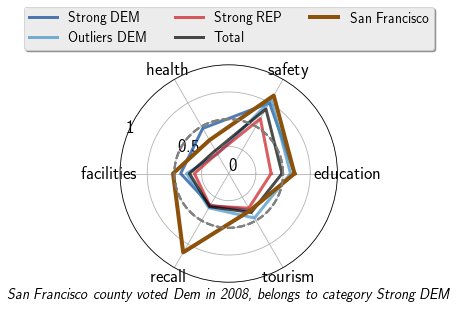 Strong DEM
Strong REP
San Francisco
Outliers DEM
Total
health
safety
1
0.5
0
facilities
education
recall
tourism
San Francisco county voted Dem in 2008, belongs to category Strong DEM